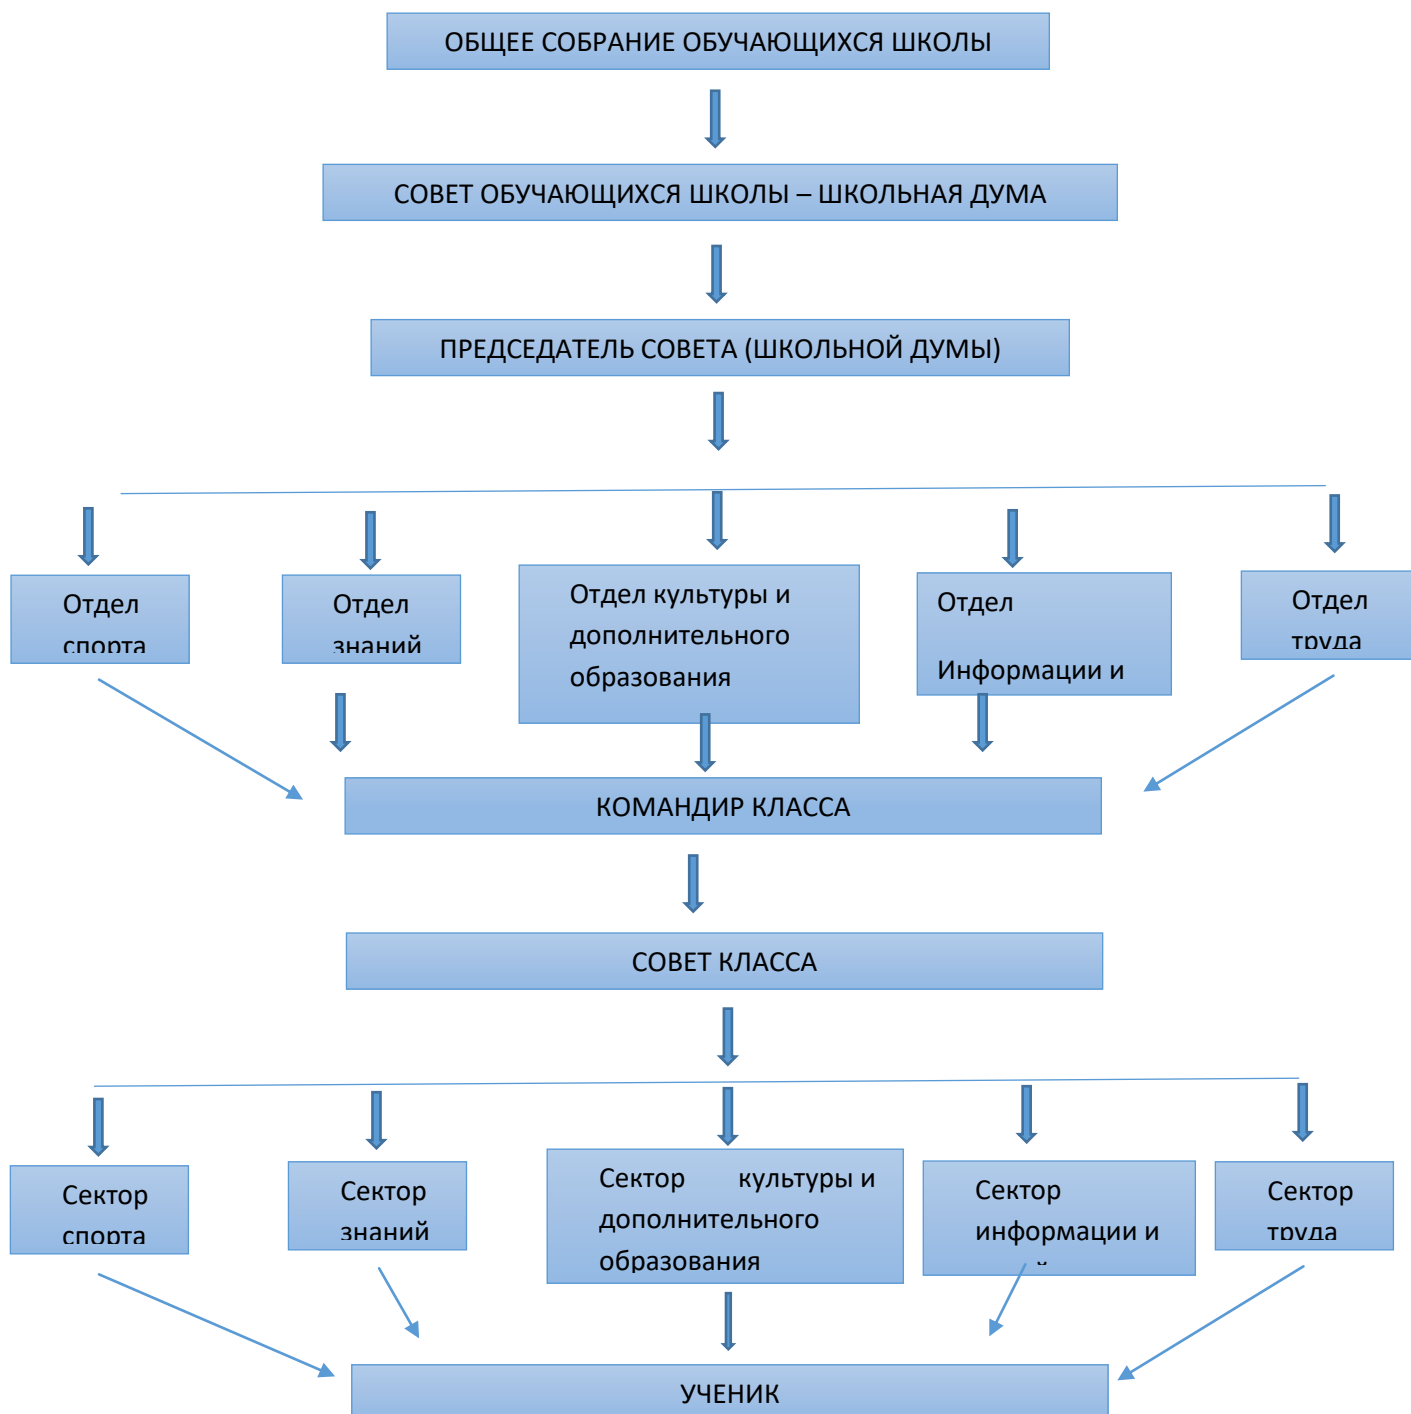 ОБЩЕЕ СОБРАНИЕ ОБУЧАЮЩИХСЯ ШКОЛЫ
СОВЕТ ОБУЧАЮЩИХСЯ ШКОЛЫ – ШКОЛЬНАЯ ДУМА
ПРЕДСЕДАТЕЛЬ СОВЕТА (ШКОЛЬНОЙ ДУМЫ)
Отдел
спорта
Отдел
знаний
Отдел культуры и
дополнительного
образования
Отдел
Информации и
Отдел
труда
КОМАНДИР КЛАССА
СОВЕТ КЛАССА
Сектор
спорта
Сектор
знаний
Сектор культуры и
дополнительного
образования
Сектор
информации и
Сектор
труда
УЧЕНИК